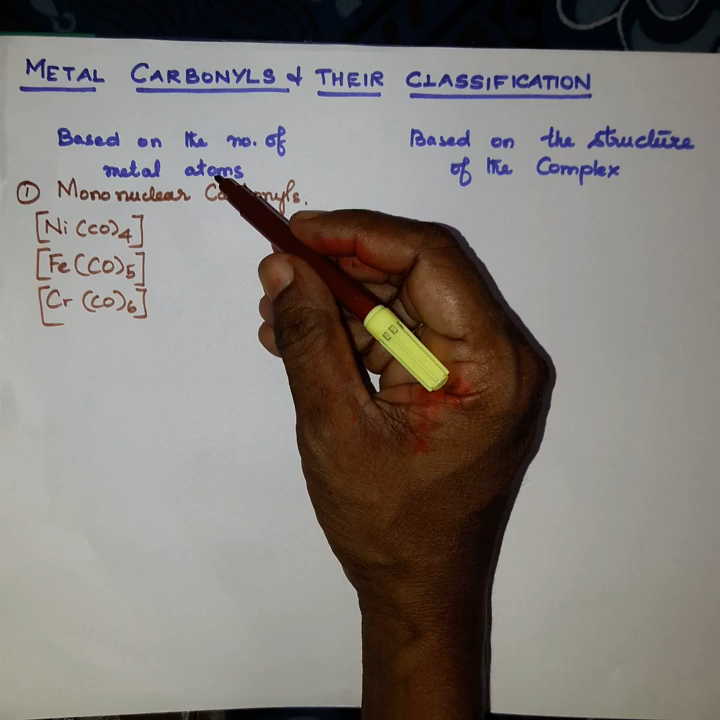 METAL CARBONYLS & THEIR CLASSIFICATION
Based on the no. of
metal atoms
① Mononuclear Carbonyls.
[Ni (CO)4]
[Fe (CO)5]
[Cr (CO)6]
Based on the structure
of the Complex